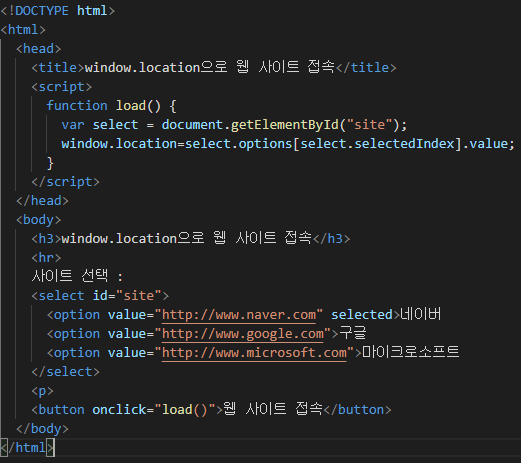 <!DOCTYPE html>
<html>
  <head>
    <title>window.location으로 웹 사이트 접속</title>
    <script>
      function load() {
        var select = document.getElementById("site");
        window.location=select.options[select.selectedIndex].value;
      }
    </script>
  </head>
  <body>
    <h3>window.location으로 웹 사이트 접속</h3>
    <hr>
    사이트 선택 :
    <select id="site">
      <option value="http://www.naver.com" selected>네이버
      <option value="http://www.google.com">구글
      <option value="http://www.microsoft.com">마이크로소프트
    </select>
    <p>
    <button onclick="load()">웹 사이트 접속</button>
  </body>
</html>